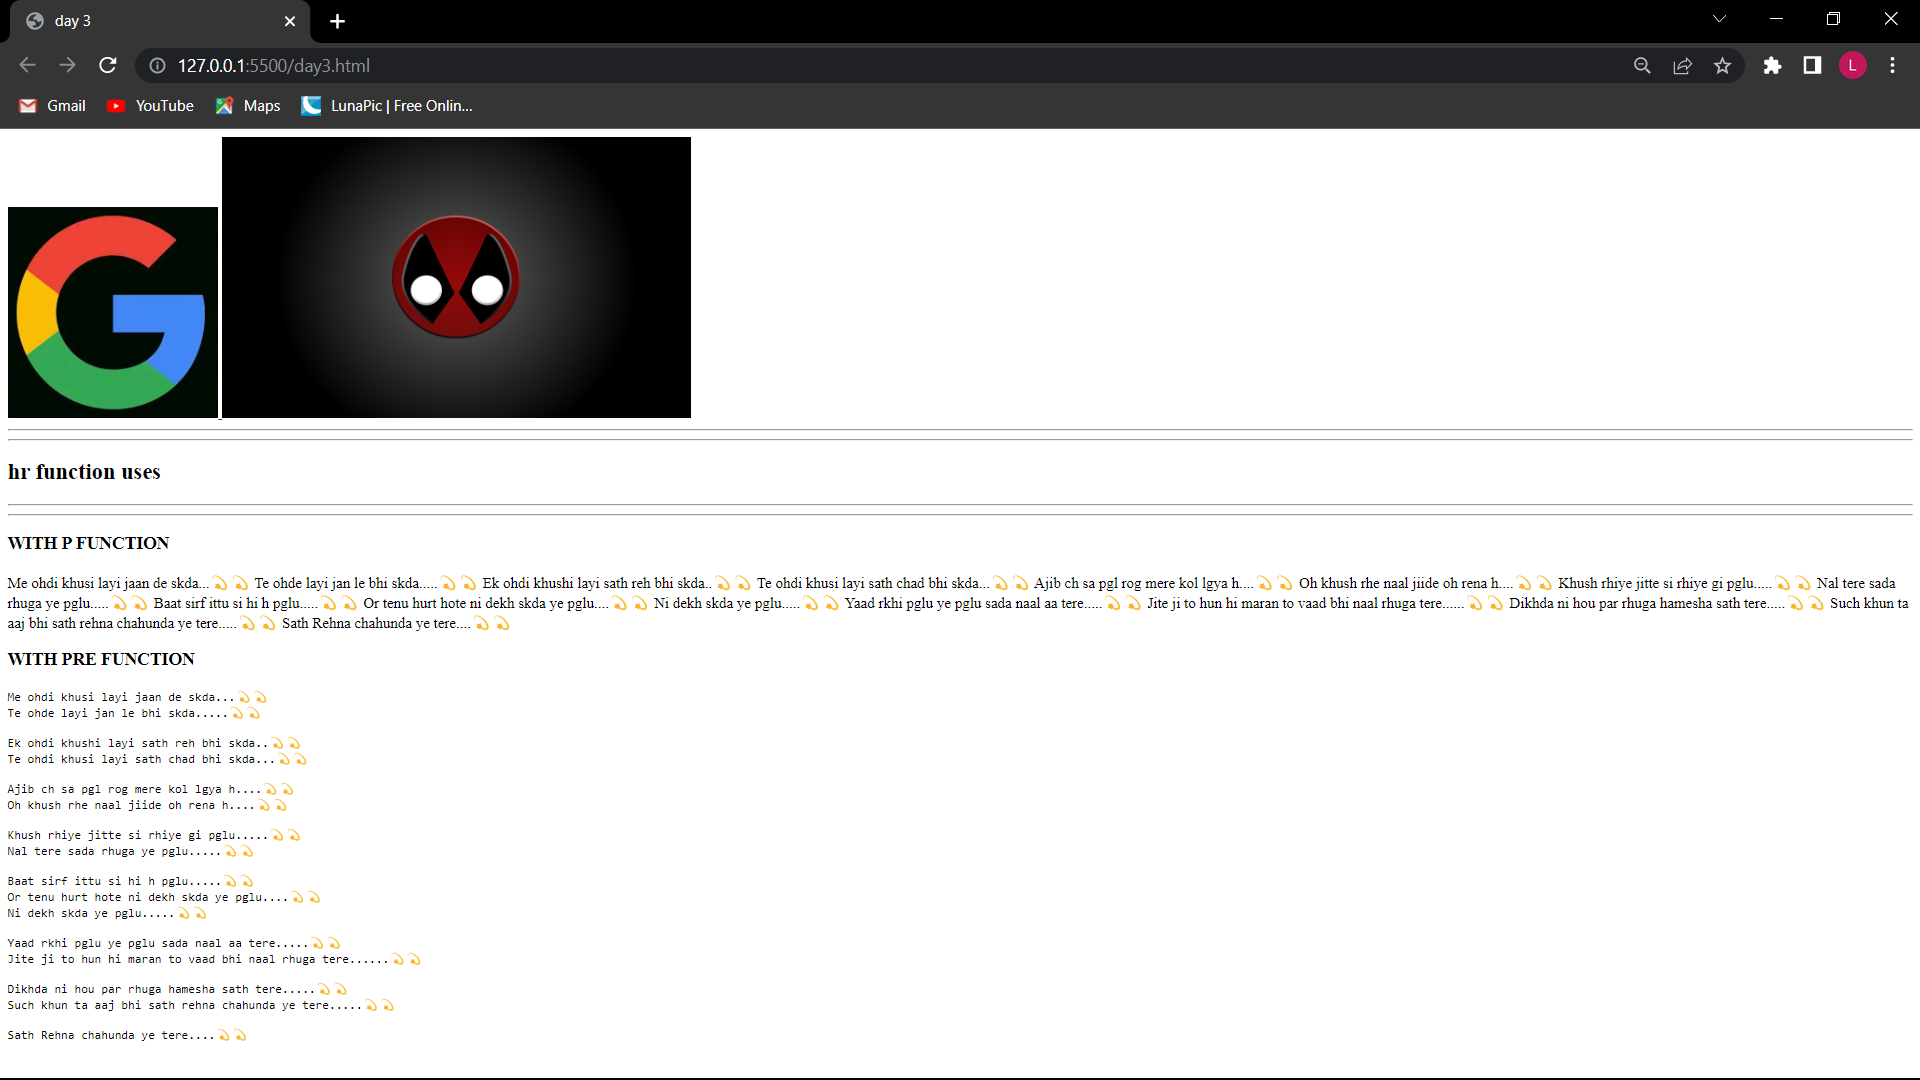 day 3
127.0.0.1:5500/day3.html
L
Gmail YouTube Maps LunaPic | Free Onlin...
G
hr function uses
WITH P FUNCTION
Me ohdi khusi layi jaan de skda...💫💫 Te ohde layi jan le bhi skda.....💫💫 Ek ohdi khushi layi sath reh bhi skda..💫💫 Te ohdi khusi layi sath chad bhi skda...💫💫 Ajib ch sa pgl rog mere kol lgya h....💫💫 Oh khush rhe naal jiide oh rena h....💫💫 Khush rhiye jitte si rhiye gi pglu.....💫💫 Nal tere sada
rhuga ye pglu.....💫💫 Baat sirf ittu si hi h pglu.....💫💫 Or tenu hurt hote ni dekh skda ye pglu....💫💫 Ni dekh skda ye pglu.....💫💫 Yaad rkhi pglu ye pglu sada naal aa tere.....💫💫 Jite ji to hun hi maran to vaad bhi naal rhuga tere......💫💫 Dikhda ni hou par rhuga hamesha sath tere.....💫💫 Such khun ta
aaj bhi sath rehna chahunda ye tere.....💫💫 Sath Rehna chahunda ye tere....💫💫
WITH PRE FUNCTION
Me ohdi khusi layi jaan de skda...💫💫
Te ohde layi jan le bhi skda.....💫💫
Ek ohdi khushi layi sath reh bhi skda..💫💫
Te ohdi khusi layi sath chad bhi skda...💫💫
Ajib ch sa pgl rog mere kol lgya h....💫💫
Oh khush rhe naal jiide oh rena h....💫💫
Khush rhiye jitte si rhiye gi pglu.....💫💫
Nal tere sada rhuga ye pglu.....💫💫
Baat sirf ittu si hi h pglu.....💫💫
Or tenu hurt hote ni dekh skda ye pglu....💫💫
Ni dekh skda ye pglu.....💫💫
Yaad rkhi pglu ye pglu sada naal aa tere.....💫💫
Jite ji to hun hi maran to vaad bhi naal rhuga tere......💫💫
Dikhda ni hou par rhuga hamesha sath tere.....💫💫
Such khun ta aaj bhi sath rehna chahunda ye tere.....💫💫
Sath Rehna chahunda ye tere....💫💫